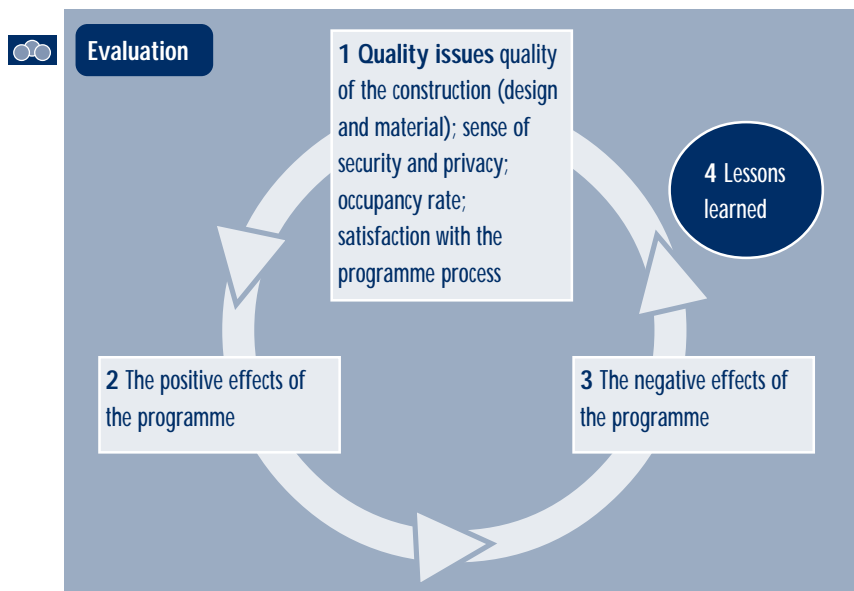 Evaluation
1 Quality issues quality
of the construction (design
and material); sense of
security and privacy;
occupancy rate;
satisfaction with the
programme process
4 Lessons
learned
2 The positive effects of
the programme
3 The negative effects of
the programme